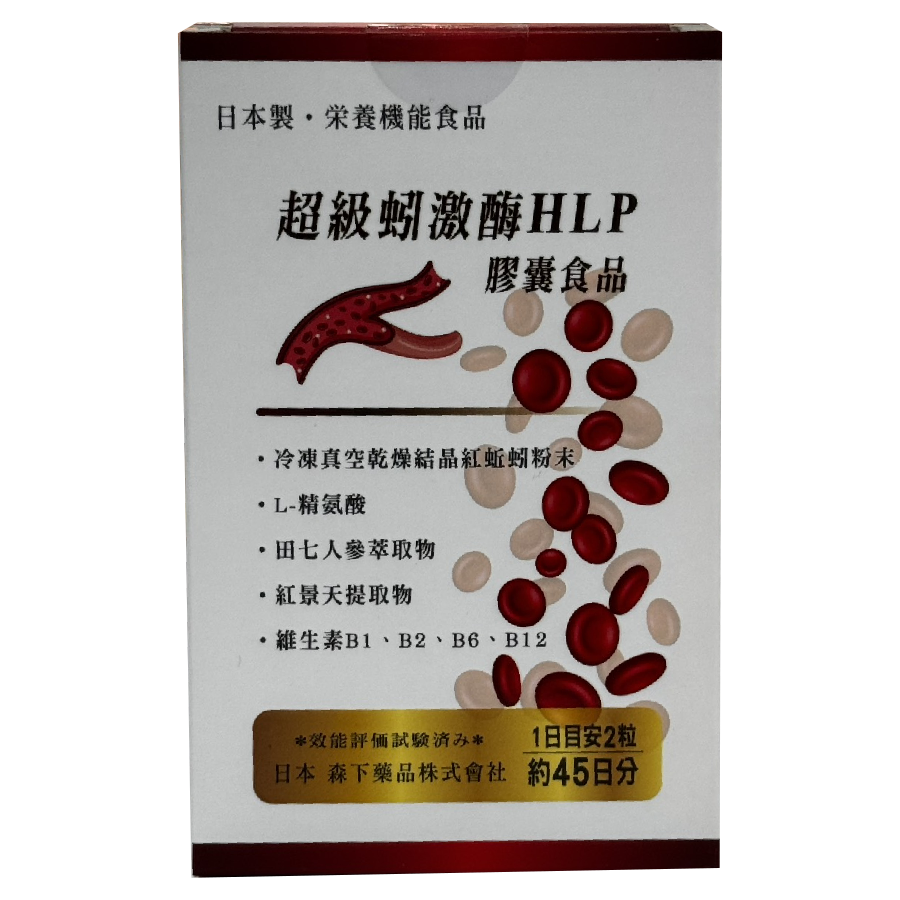 日本製・栄養機能食品
超級蚓激酶HLP
膠囊食品
・冷凍真空乾燥結晶紅蚯蚓粉末
・L-精氨酸
・田七人參萃取物
・紅景天提取物
・維生素B1、B2、B6、B12
*效能評価試験済み*
日本 森下藥品株式會社
1日目安2粒
約45日分